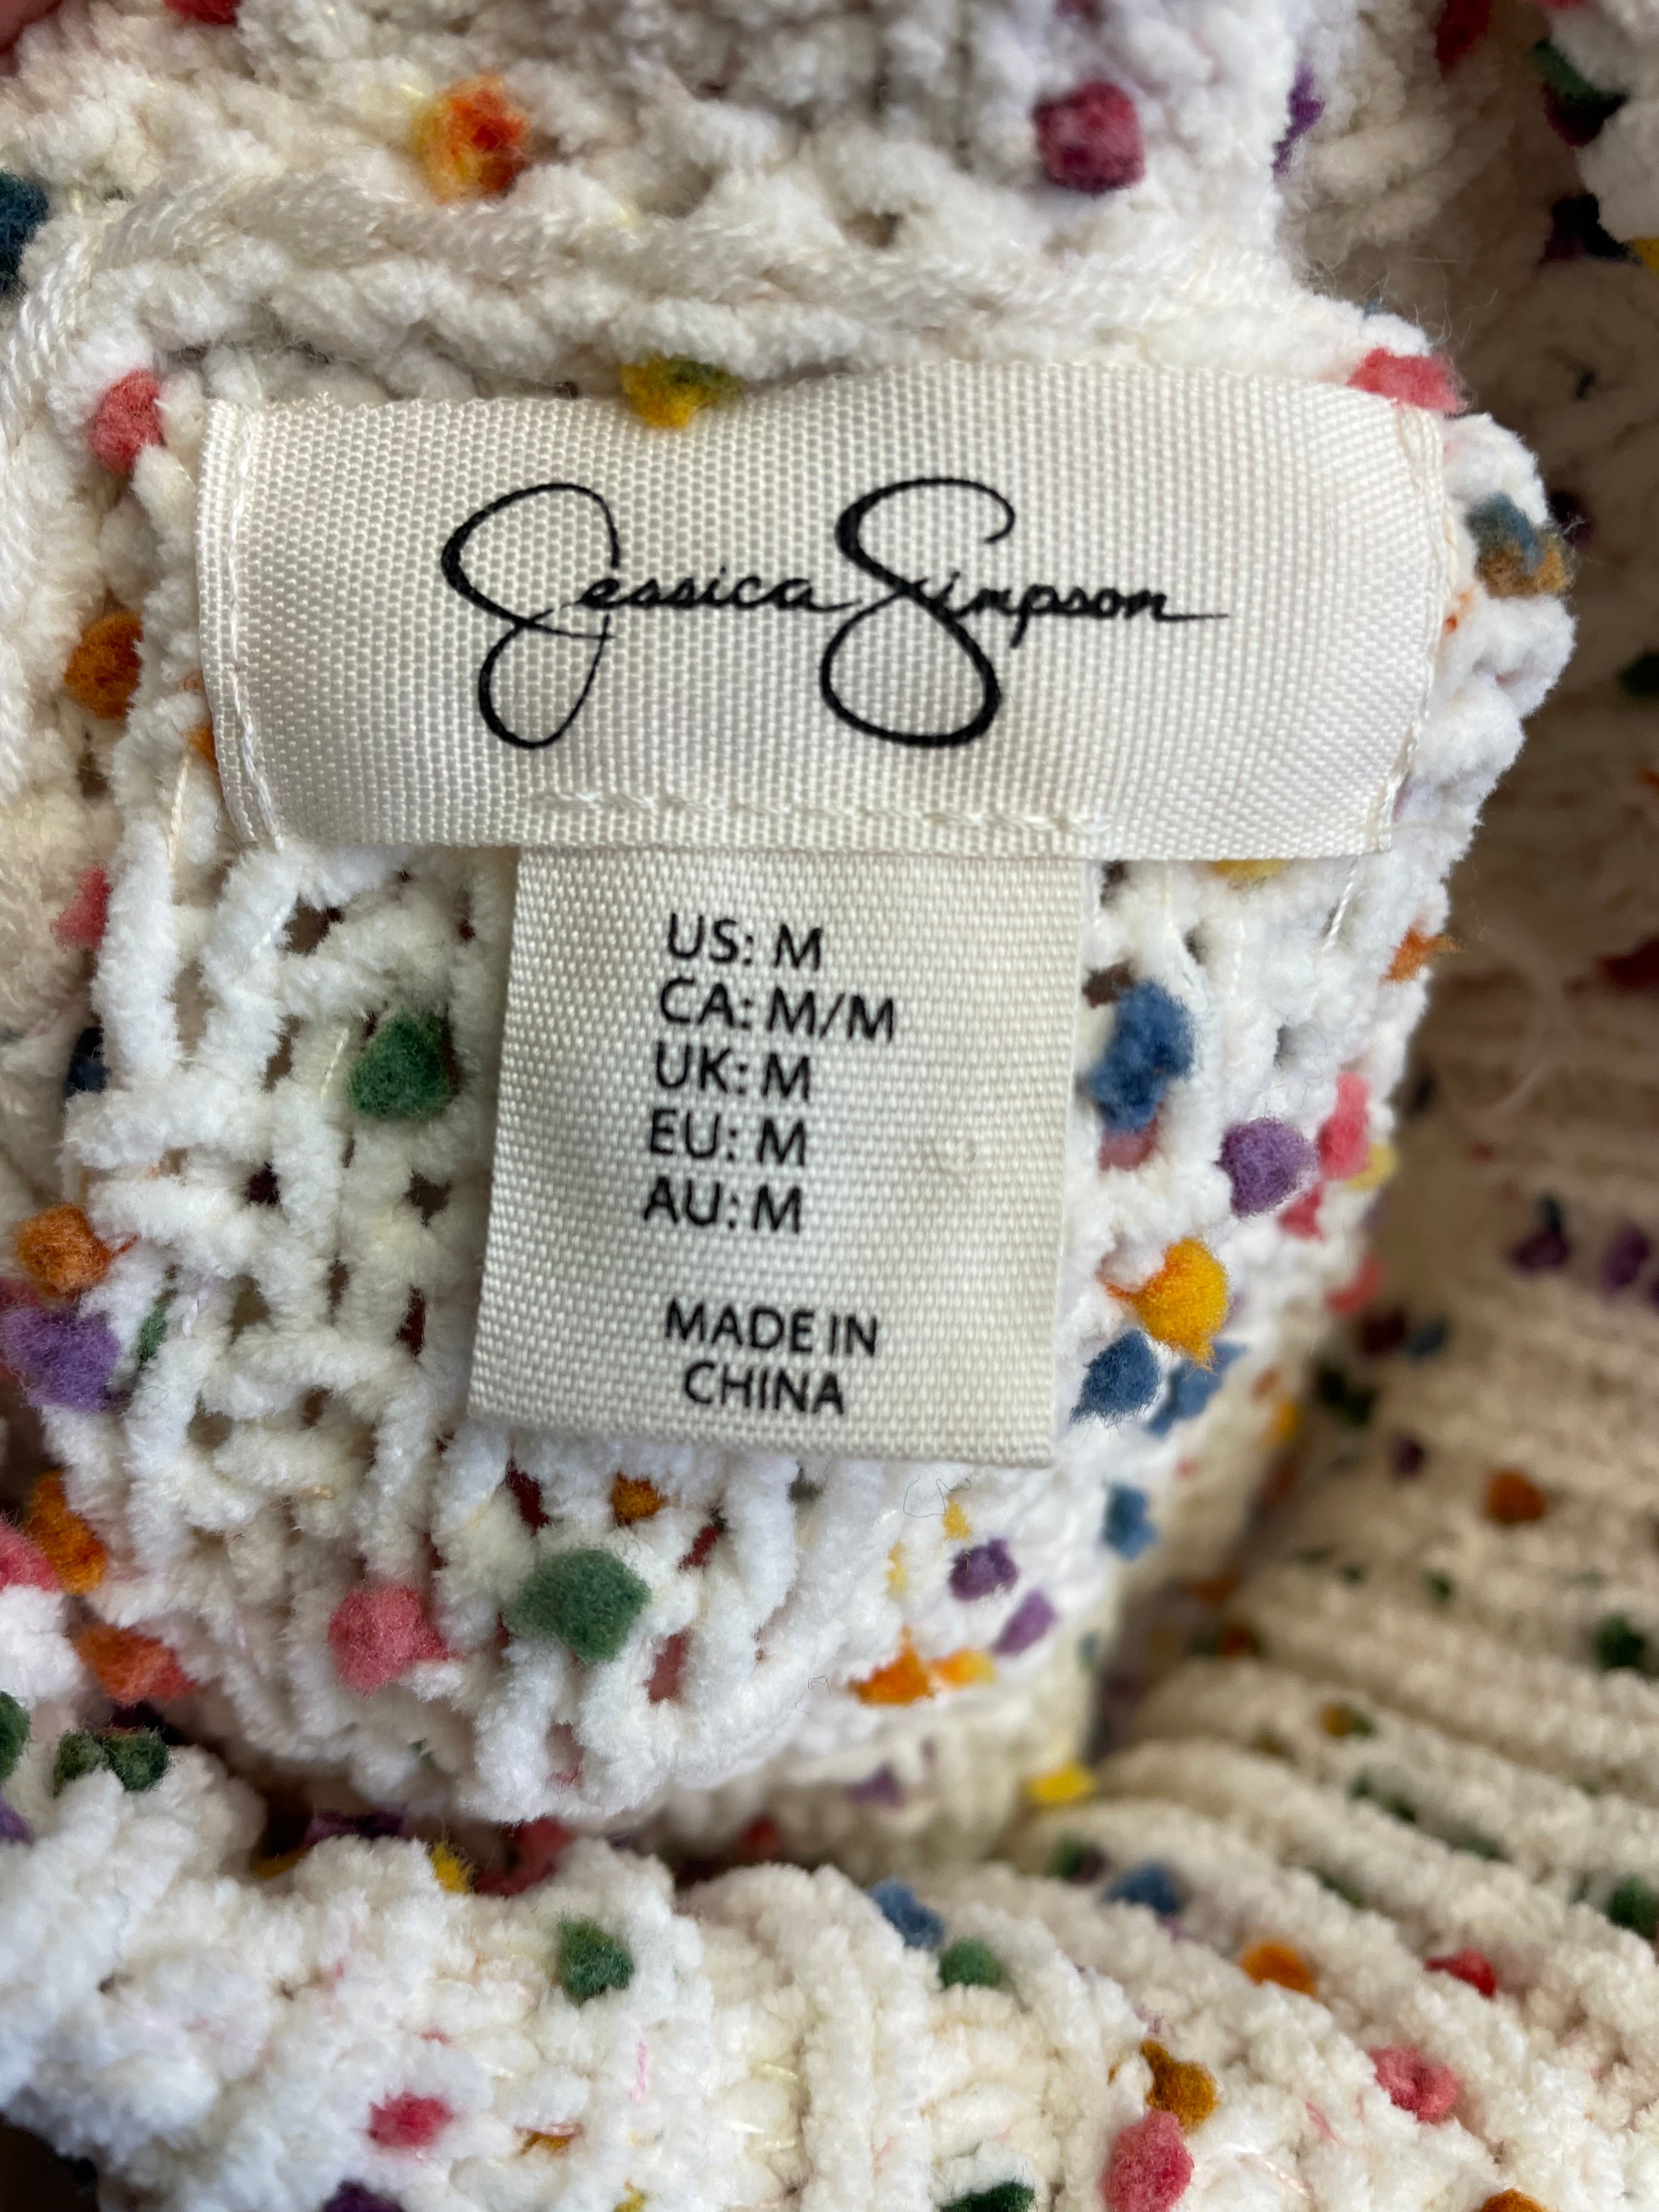 Jessica Simpson
US: M
CA: M/M
UK: M
EU: M
AU: M
MADE IN
CHINA